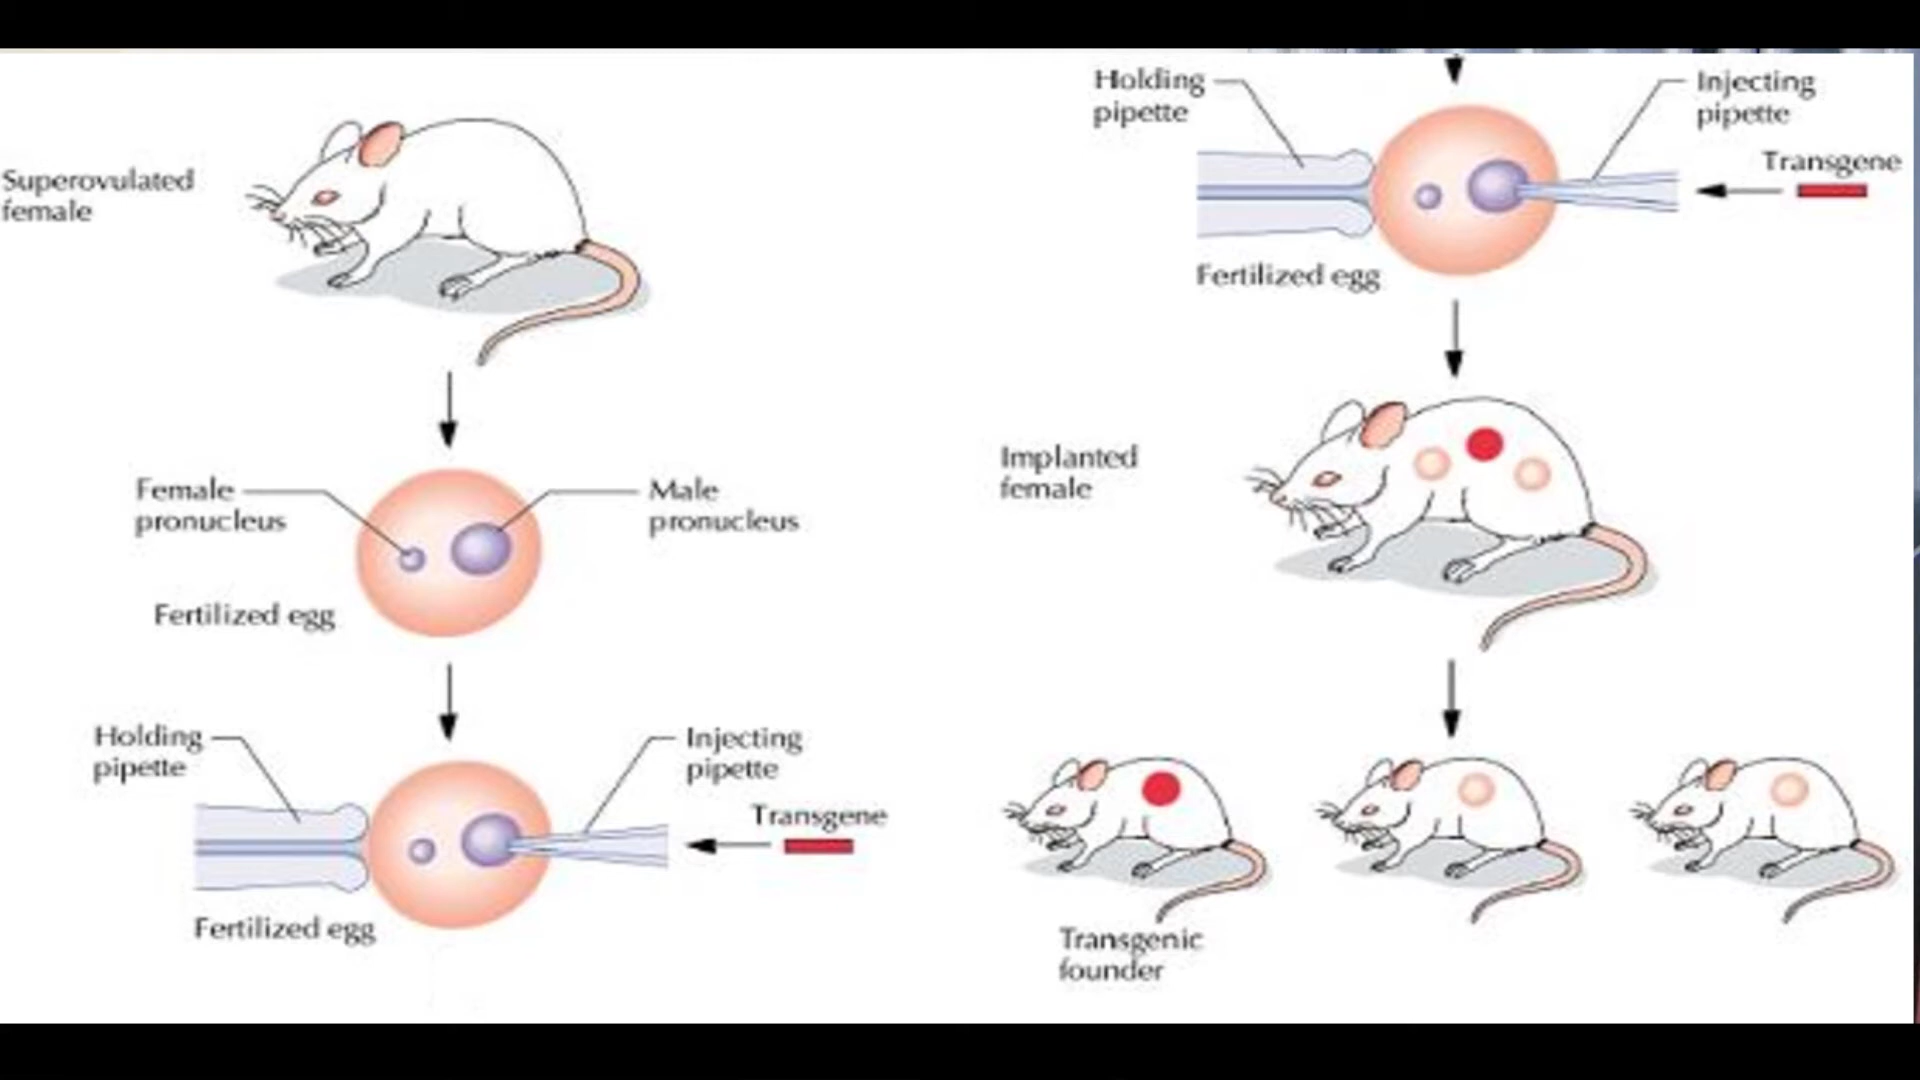 Superovulated
female
Female
pronucleus
Male
pronucleus
Fertilized egg
Holding
pipette
Injecting
pipette
Transgene
Fertilized egg
Holding
pipette
Injecting
pipette
Transgene
Fertilized egg
Implanted
female
Transgenic
founder